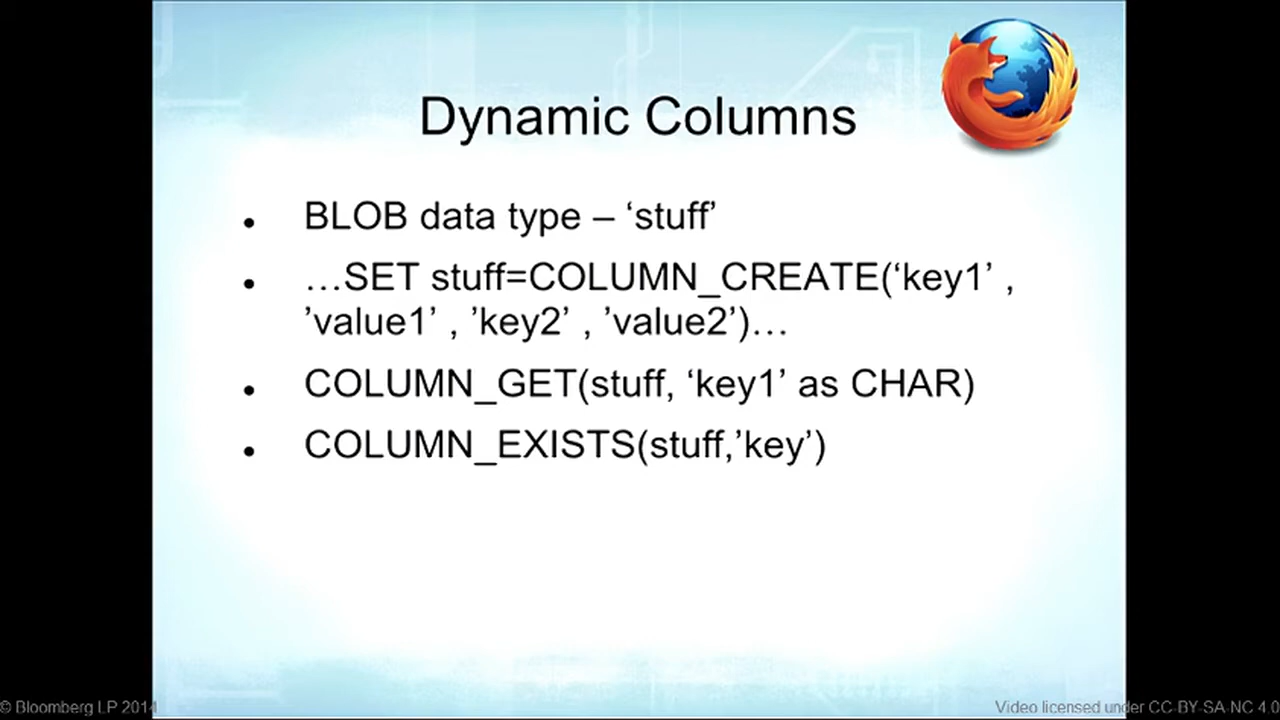 Dynamic Columns
• BLOB data type – ‘stuff’
• …SET stuff=COLUMN_CREATE(‘key1’ ,
’value1’ , ’key2’ , ’value2’)…
• COLUMN_GET(stuff, ‘key1’ as CHAR)
• COLUMN_EXISTS(stuff,’key’)
© Bloomberg LP 2014
Video licensed under CC-BY-SA-NC 4.0